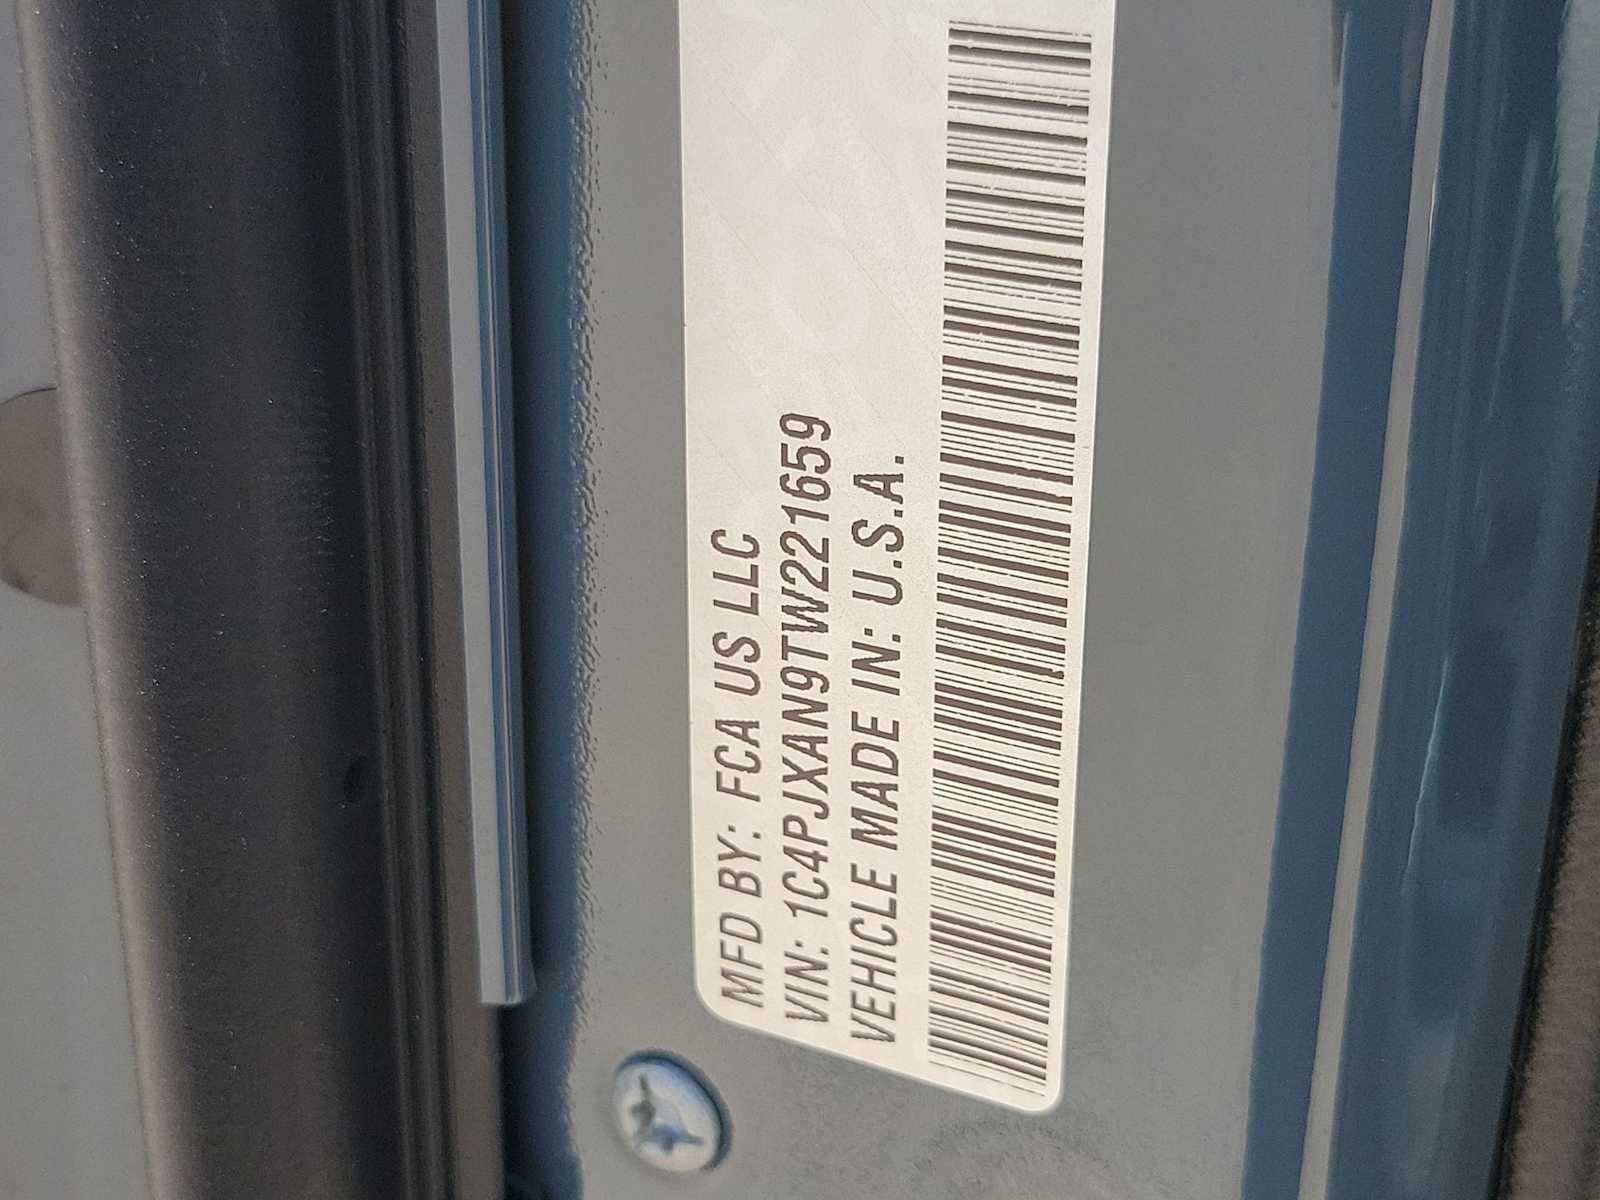 MFD BY: FCA US LLC
VIN: 1C4PJXAN9TW221659
VEHICLE MADE IN: U.S.A.